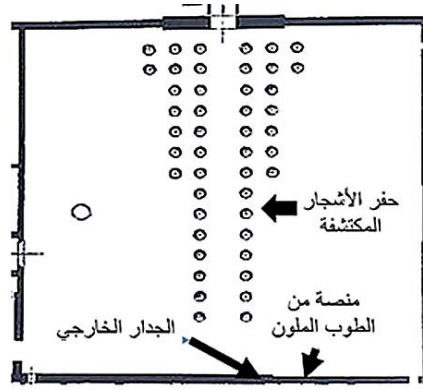 حفر الأشجار
المكتشفة
منصة من
الطوب الملون
الجدار الخارجي